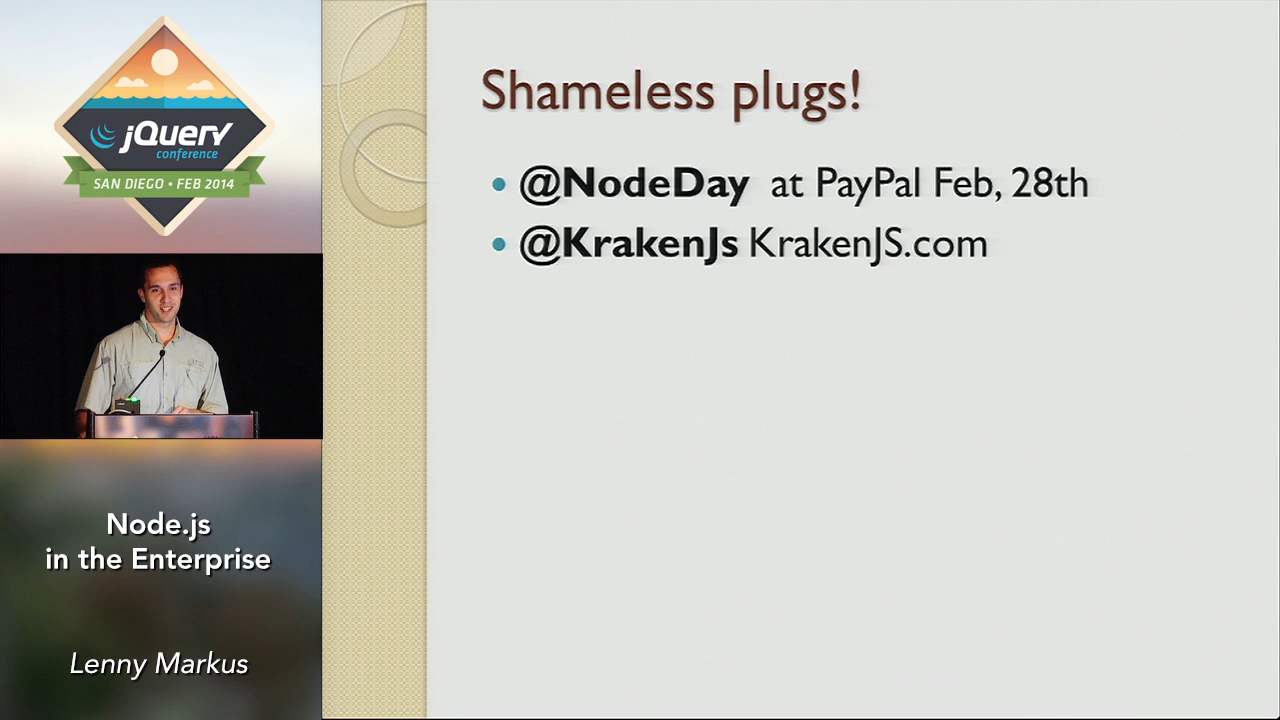 jQuery
conference
SAN DIEGO • FEB 2014
Node.js
in the Enterprise
Lenny Markus
Shameless plugs!
• @NodeDay at PayPal Feb, 28th
• @KrakenJs KrakenJS.com